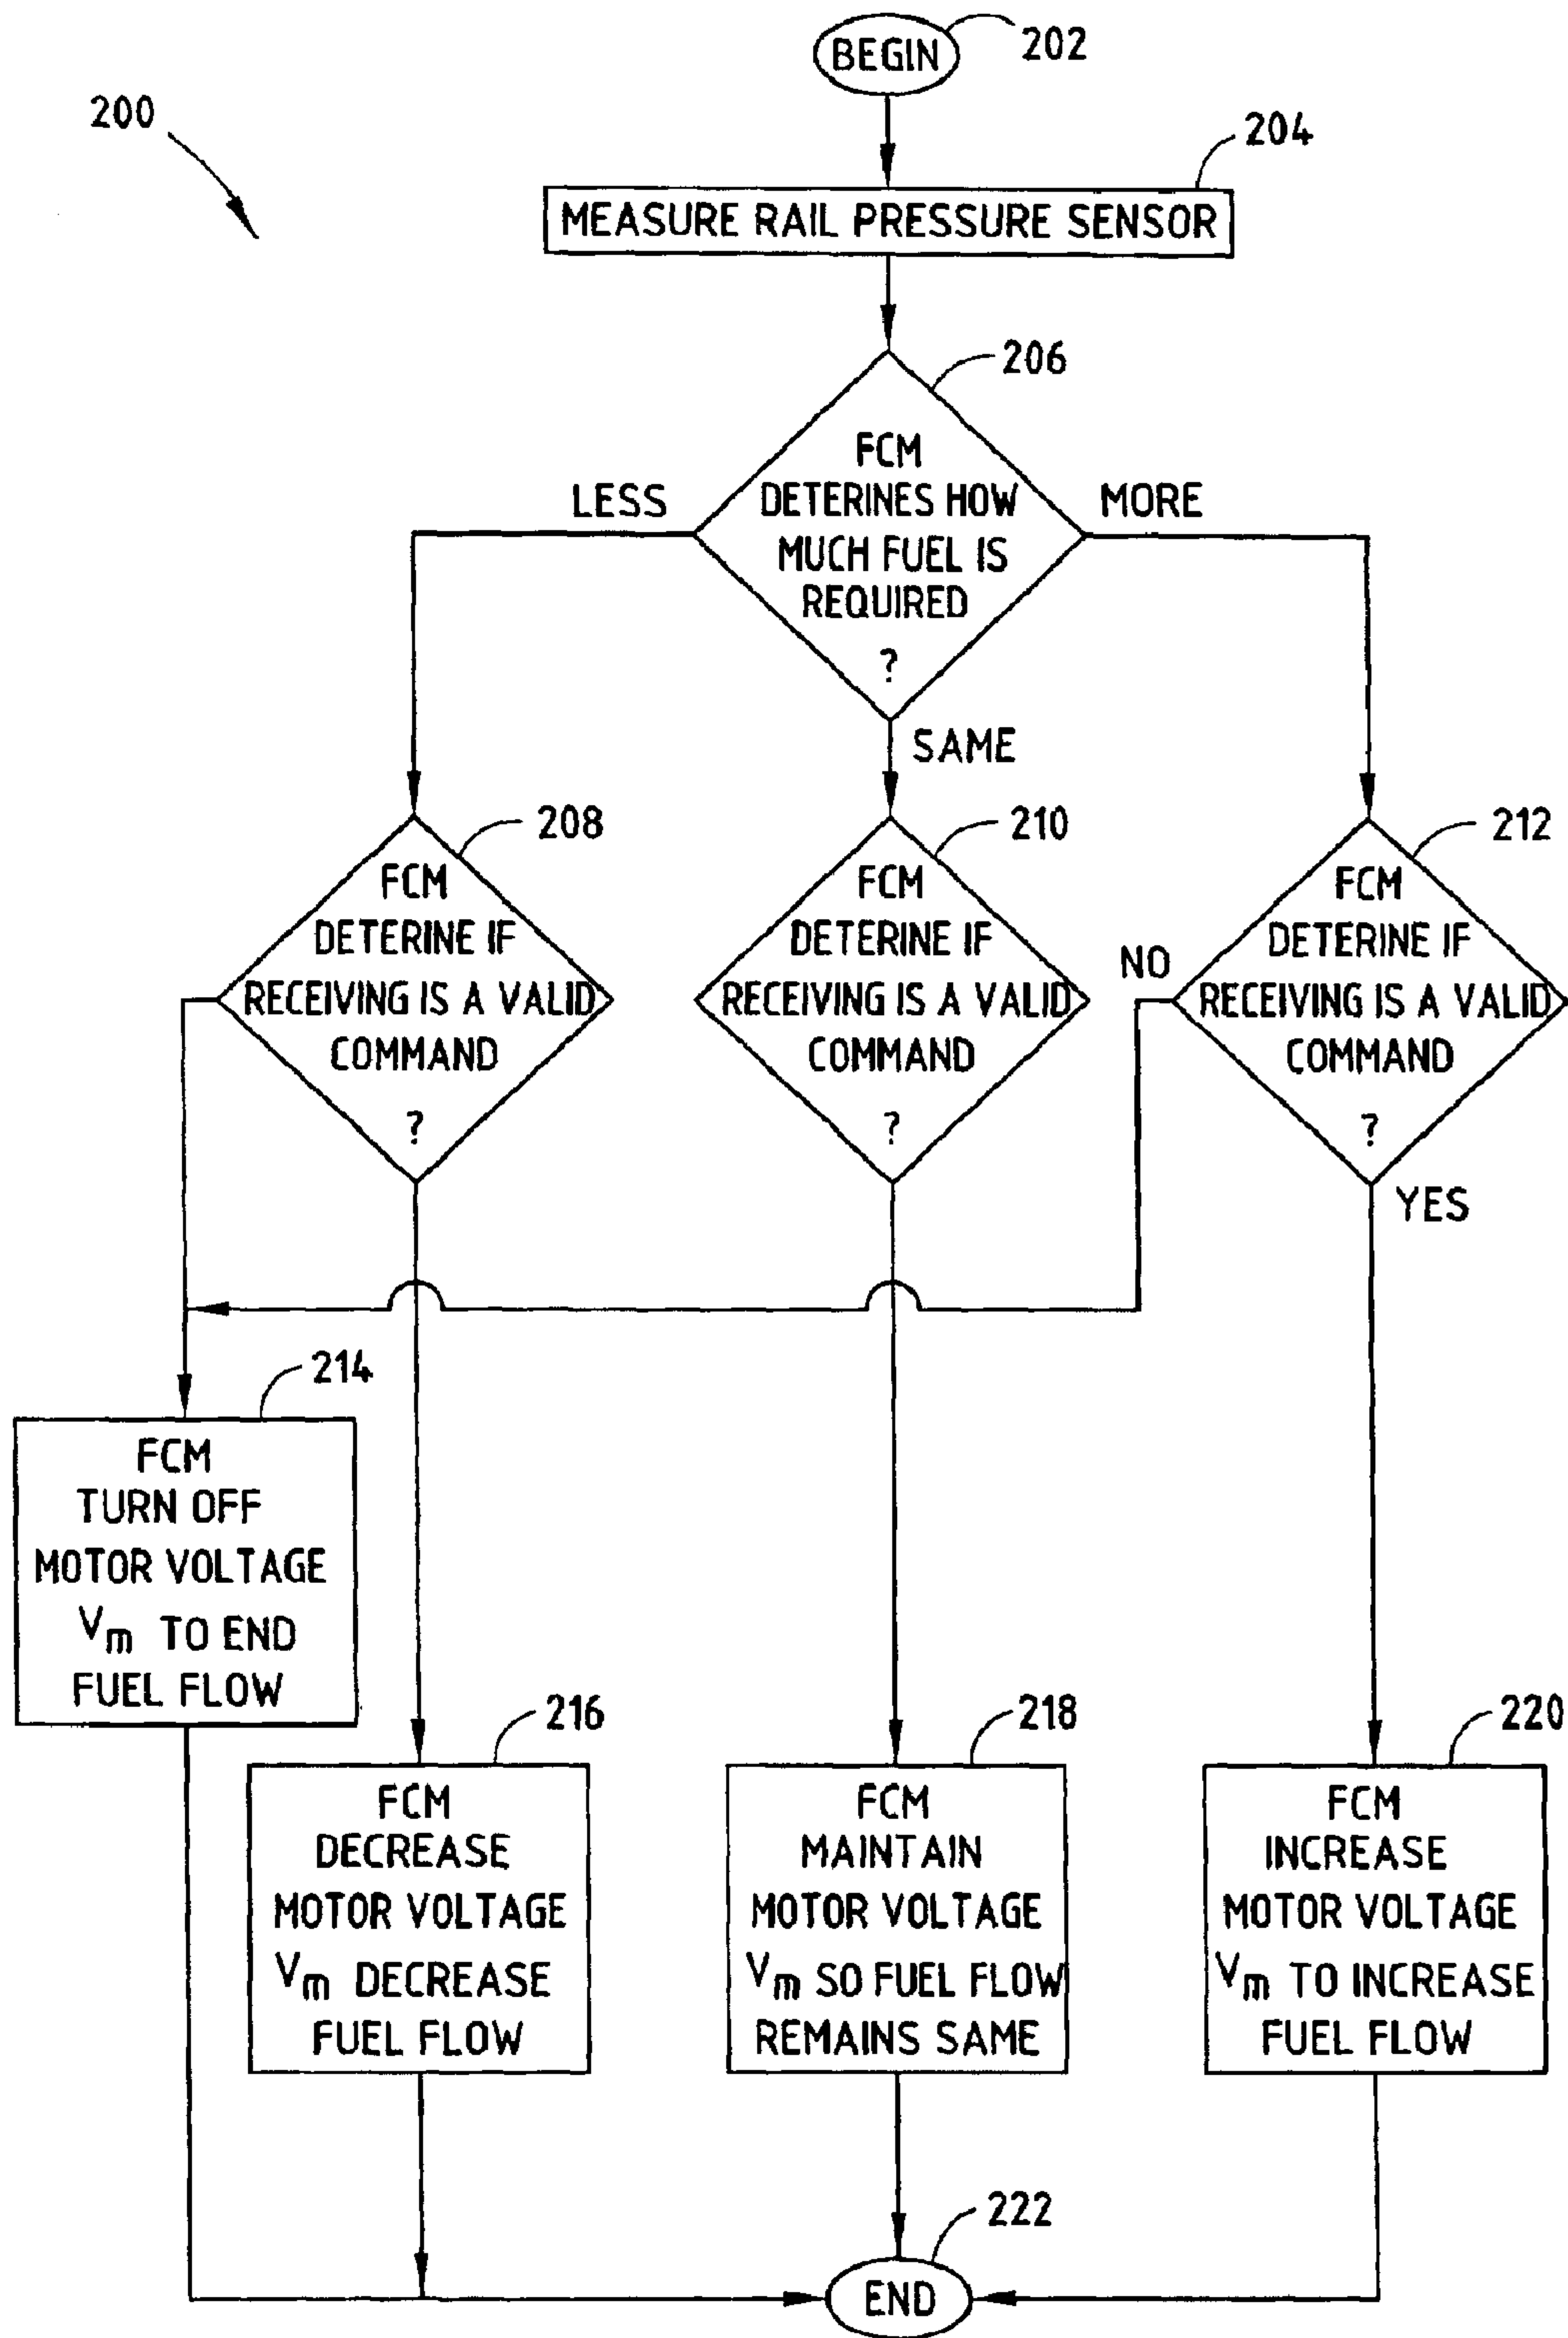 BEGIN
202
200
204
MEASURE RAIL PRESSURE SENSOR
206
FCM
DETERINES HOW
MUCH FUEL IS
REQUIRED
?
LESS
MORE
SAME
208
FCM
DETERINE IF
RECEIVING IS A VALID
COMMAND
?
210
FCM
DETERINE IF
RECEIVING IS A VALID
COMMAND
?
212
FCM
DETERINE IF
RECEIVING IS A VALID
COMMAND
?
NO
YES
214
FCM
TURN OFF
MOTOR VOLTAGE
Vm TO END
FUEL FLOW
216
FCM
DECREASE
MOTOR VOLTAGE
Vm DECREASE
FUEL FLOW
218
FCM
MAINTAIN
MOTOR VOLTAGE
Vm SO FUEL FLOW
REMAINS SAME
220
FCM
INCREASE
MOTOR VOLTAGE
Vm TO INCREASE
FUEL FLOW
222
END